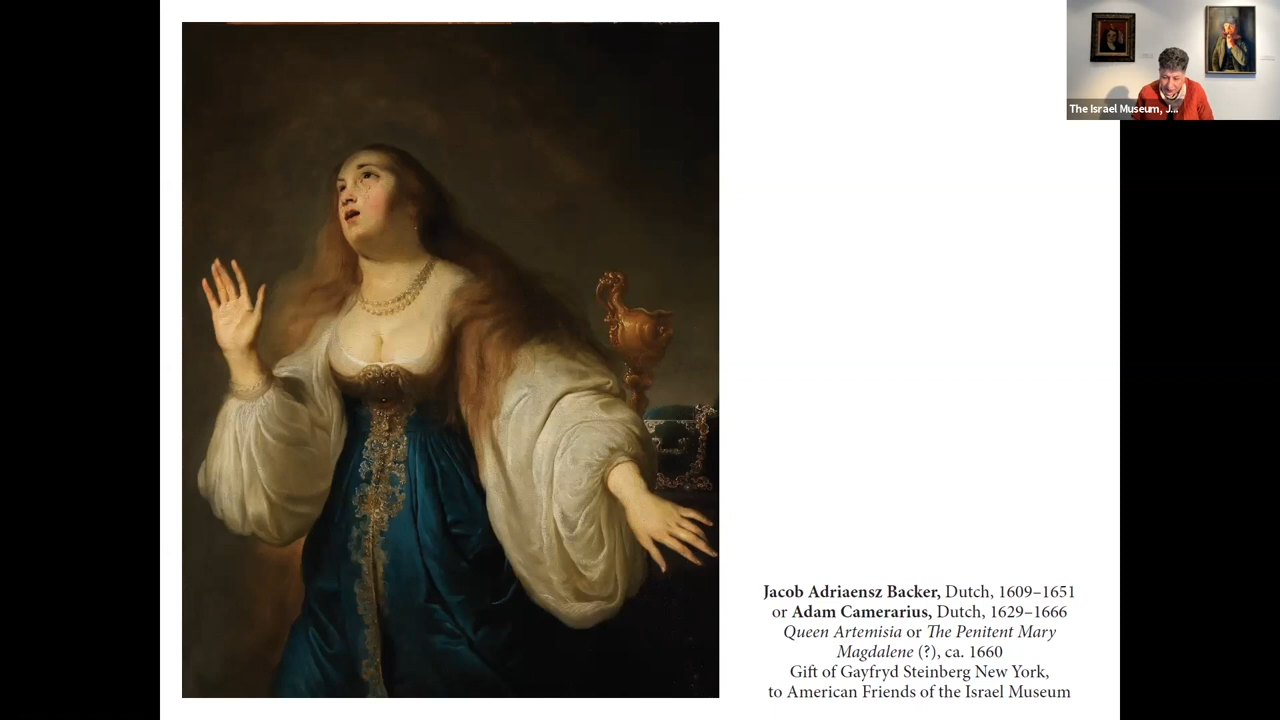 The Israel Museum, J...
Jacob Adriaensz Backer, Dutch, 1609–1651
or Adam Camerarius, Dutch, 1629–1666
Queen Artemisia or The Penitent Mary
Magdalene (?), ca. 1660
Gift of Gayfryd Steinberg New York,
to American Friends of the Israel Museum